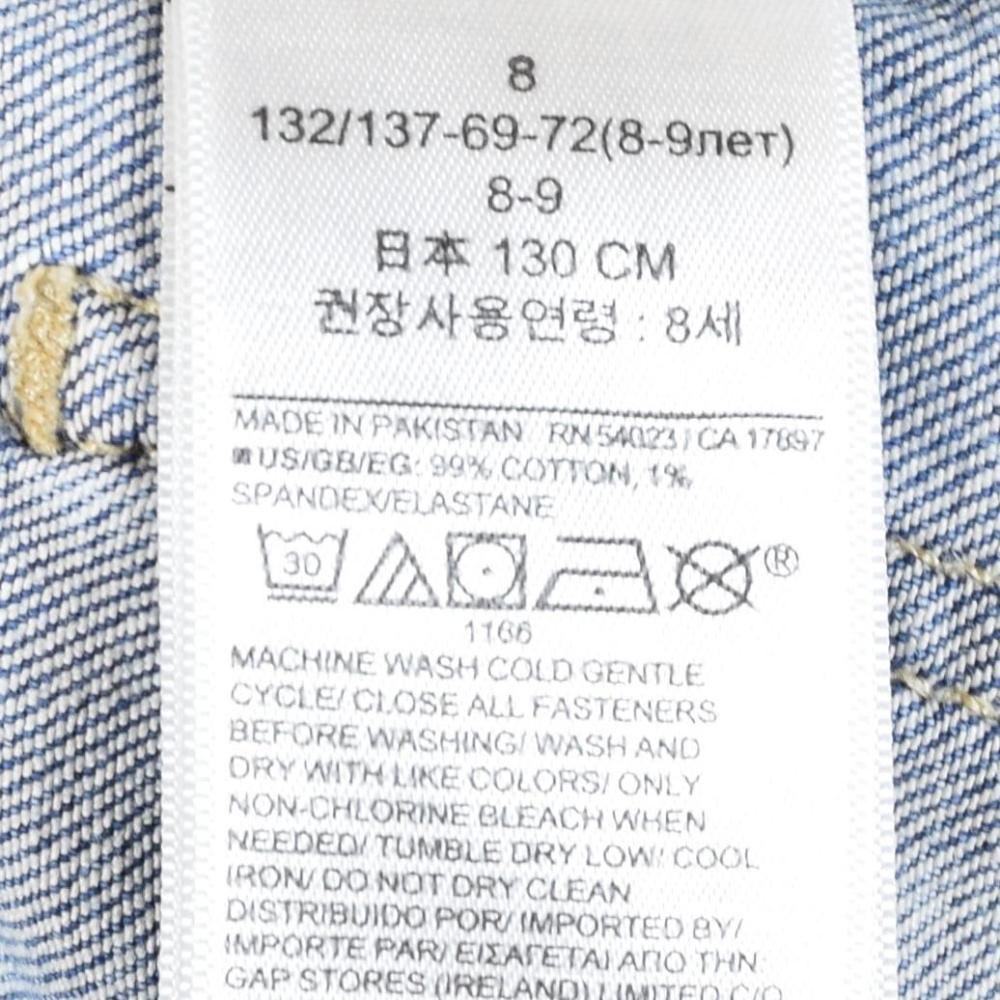 8
132/137-69-72(8-9лет)
8-9
日本 130 CM
권장사용연령 : 8세
MADE IN PAKISTAN RN 54023 / CA 17897
US/GB/EG: 99% COTTON, 1%
SPANDEX/ELASTANE
30
®
1166
MACHINE WASH COLD GENTLE
CYCLE/ CLOSE ALL FASTENERS
BEFORE WASHING/ WASH AND
DRY WITH LIKE COLORS/ ONLY
NON-CHLORINE BLEACH WHEN
NEEDED/ TUMBLE DRY LOW/ COOL
IRON/ DO NOT DRY CLEAN
DISTRIBUIDO POR/ IMPORTED BY/
IMPORTE PAR/ ΕΙΣΑΓΕΤΑΙ ΑΠΟ ΤΗΝ:
GAP STORES (IRELAND) LIMITED C/O